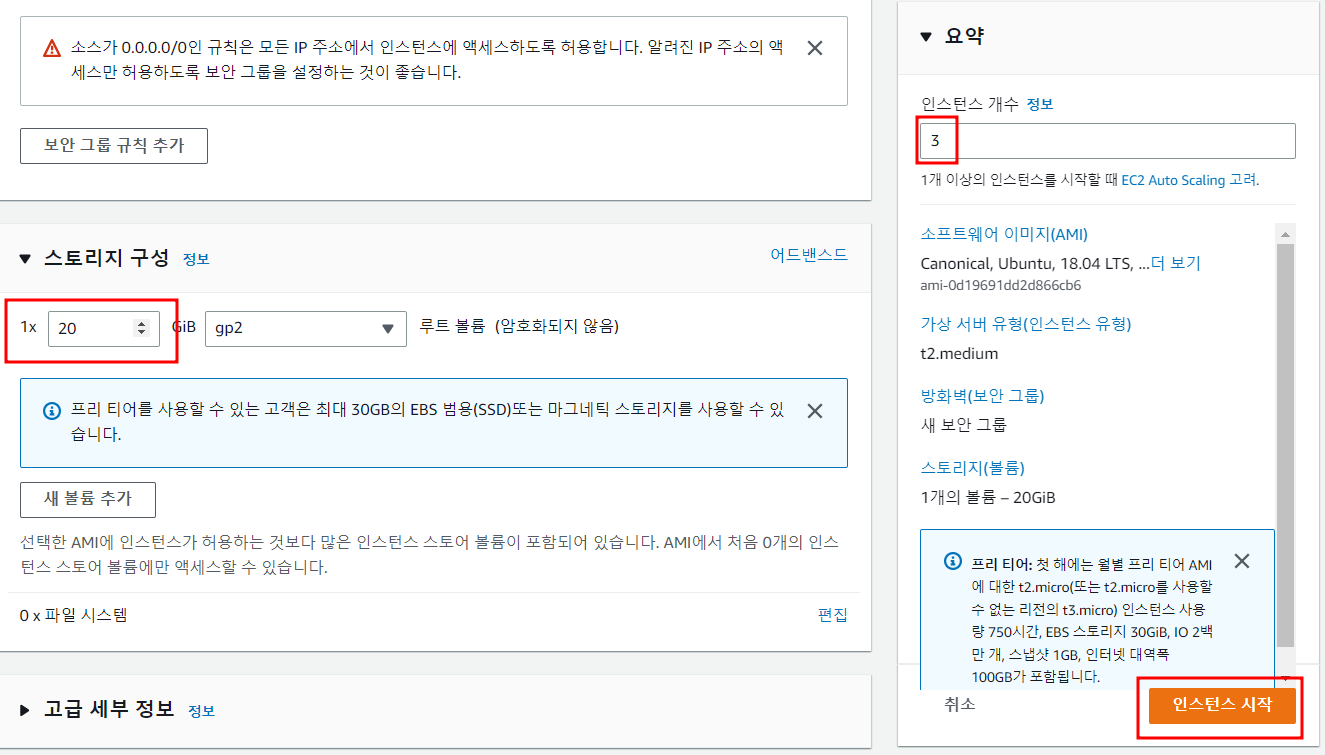 소스가 0.0.0.0/0인 규칙은 모든 IP 주소에서 인스턴스에 액세스하도록 허용합니다. 알려진 IP 주소의 액
세스만 허용하도록 보안 그룹을 설정하는 것이 좋습니다.
보안 그룹 규칙 추가
스토리지 구성 정보
어드밴스드
1x 20 GiB gp2 루트 볼륨 (암호화되지 않음)
프리 티어를 사용할 수 있는 고객은 최대 30GB의 EBS 범용(SSD)또는 마그네틱 스토리지를 사용할 수 있
습니다.
새 볼륨 추가
선택한 AMI에 인스턴스가 허용하는 것보다 많은 인스턴스 스토어 볼륨이 포함되어 있습니다. AMI에서 처음 0개의 인스
턴스 스토어 볼륨에만 액세스할 수 있습니다.
0 x 파일 시스템
편집
고급 세부 정보 정보
요약
인스턴스 개수 정보
3
1개 이상의 인스턴스를 시작할 때 EC2 Auto Scaling 고려.
소프트웨어 이미지(AMI)
Canonical, Ubuntu, 18.04 LTS, ...더 보기
ami-0d19691dd2d866cb6
가상 서버 유형(인스턴스 유형)
t2.medium
방화벽(보안 그룹)
새 보안 그룹
스토리지(볼륨)
1개의 볼륨 – 20GiB
프리 티어: 첫 해에는 월별 프리 티어 AMI
에 대한 t2.micro(또는 t2.micro를 사용할
수 없는 리전의 t3.micro) 인스턴스 사용
량 750시간, EBS 스토리지 30GiB, IO 2백
만 개, 스냅샷 1GB, 인터넷 대역폭
100GB가 포함됩니다.
취소
인스턴스 시작